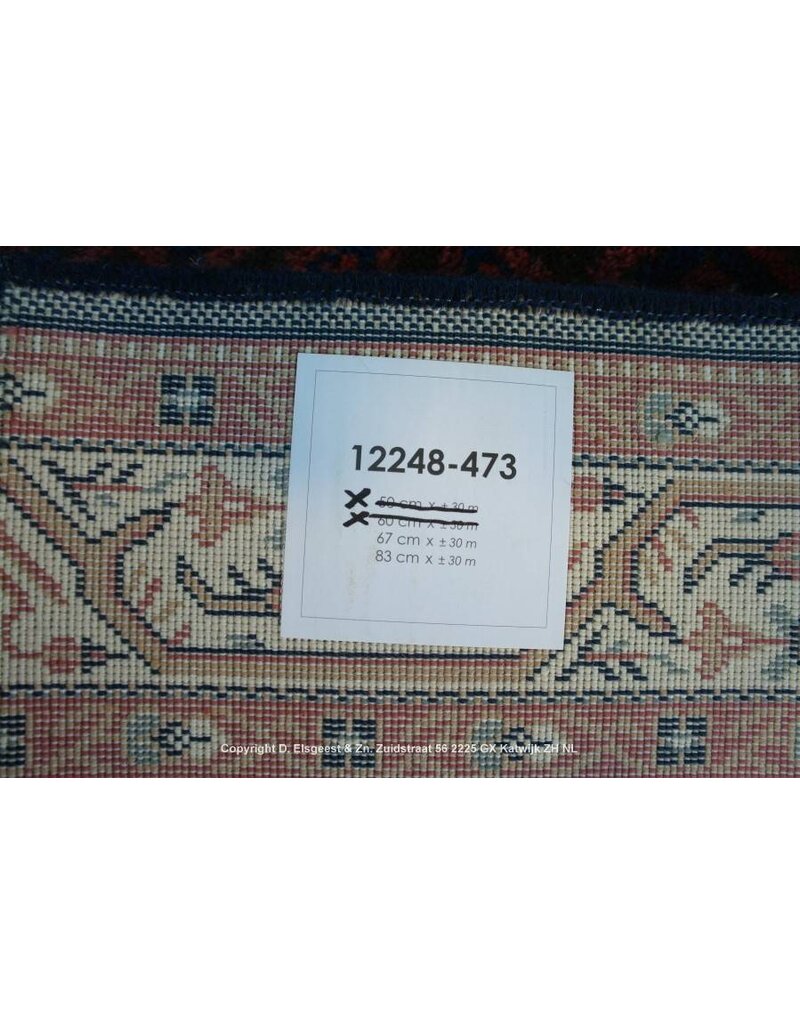 12248-473
50 cm x ± 30 m
60 cm x ± 30 m
67 cm x ± 30 m
83 cm x ± 30 m
Copyright D. Elsgeest & Zn. Zuidstraat 56 2225 GX Katwijk ZH NL